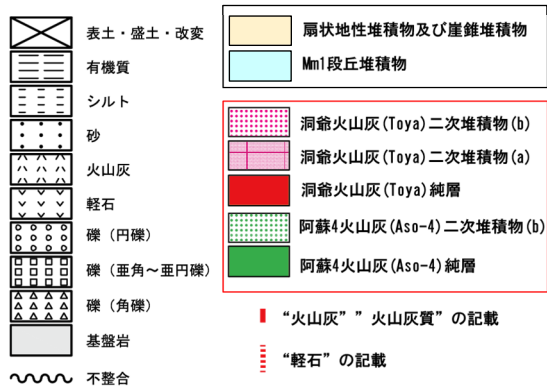 表土・盛土・改変
有機質
シルト
砂
火山灰
軽石
礫（円礫）
礫（亜角～亜円礫）
礫（角礫）
基盤岩
不整合
扇状地性堆積物及び崖錐堆積物
Mm1段丘堆積物
洞爺火山灰(Toya)二次堆積物(b)
洞爺火山灰(Toya)二次堆積物(a)
洞爺火山灰(Toya)純層
阿蘇4火山灰(Aso-4)二次堆積物(b)
阿蘇4火山灰(Aso-4)純層
“火山灰”” 火山灰質”の記載
“軽石”の記載